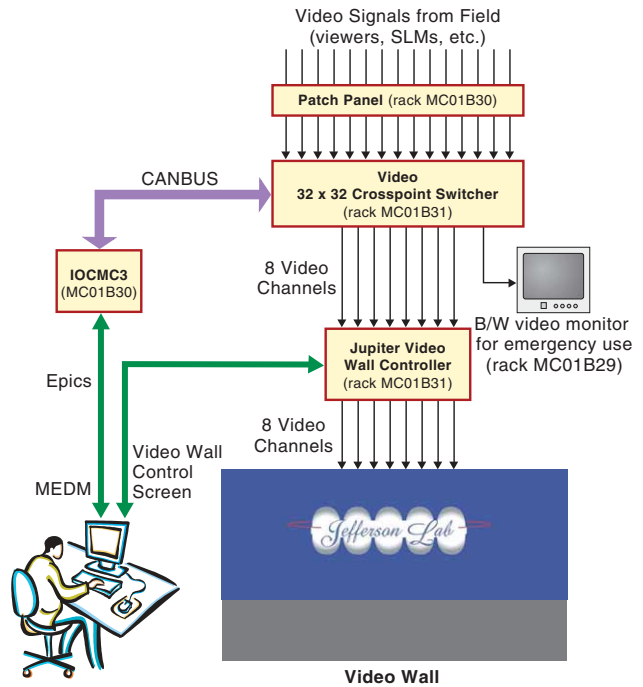 Video Signals from Field
(viewers, SLMs, etc.)
Patch Panel (rack MC01B30)
CANBUS
Video
32 x 32 Crosspoint Switcher
(rack MC01B31)
IOCMC3
(MC01B30)
8 Video
Channels
B/W video monitor
for emergency use
(rack MC01B29)
Jupiter Video
Wall Controller
(rack MC01B31)
Epics
8 Video
Channels
Video Wall
Control
Screen
MEDM
Jefferson Lab
Video Wall